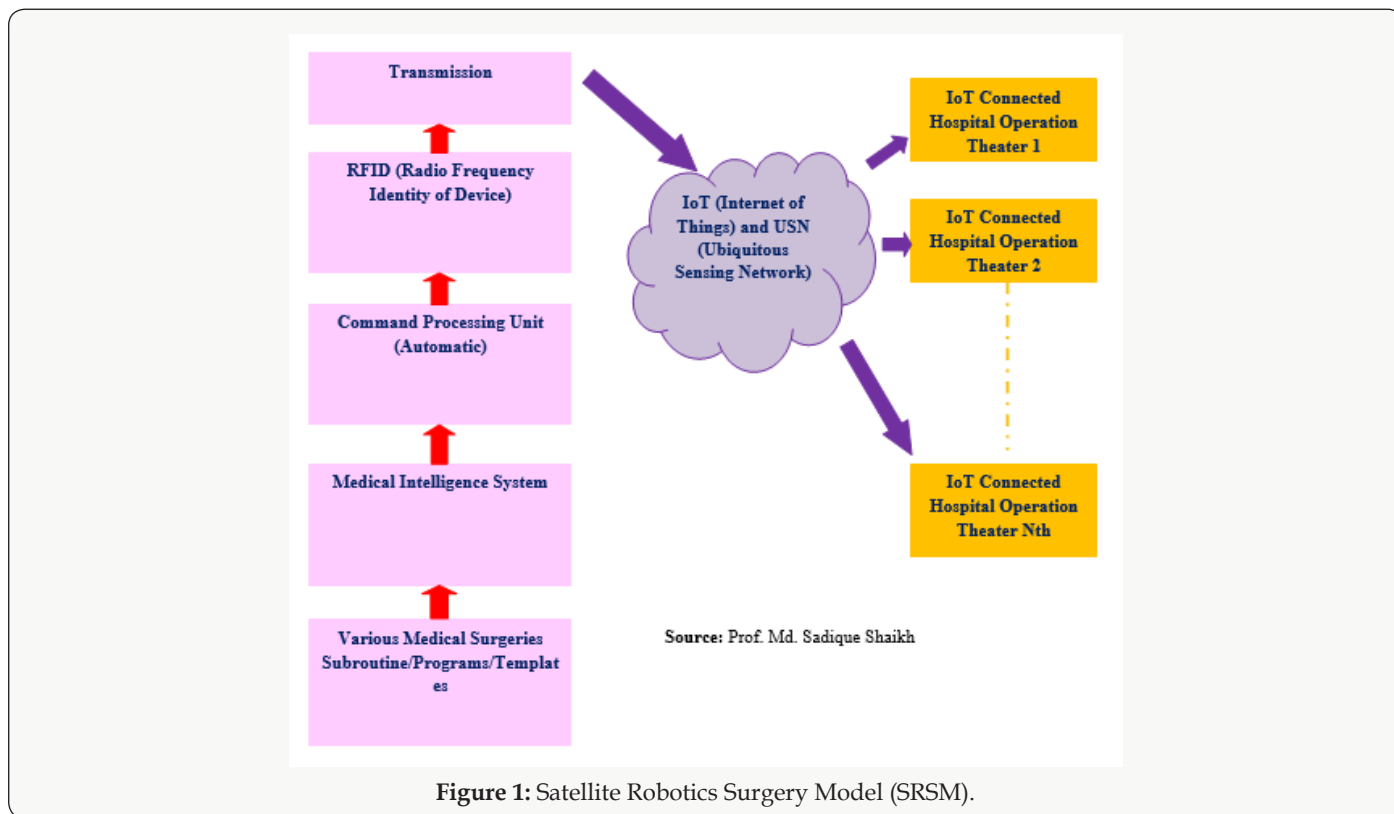 Transmission
RFID (Radio Frequency
Identity of Device)
Command Processing Unit
(Automatic)
Medical Intelligence System
Various Medical Surgeries
Subroutine/Programs/Templat
es
IoT (Internet of
Things) and USN
(Ubiquitous
Sensing Network)
IoT Connected
Hospital Operation
Theater 1
IoT Connected
Hospital Operation
Theater 2
IoT Connected
Hospital Operation
Theater Nth
Source: Prof. Md. Sadique Shaikh
Figure 1: Satellite Robotics Surgery Model (SRSM).